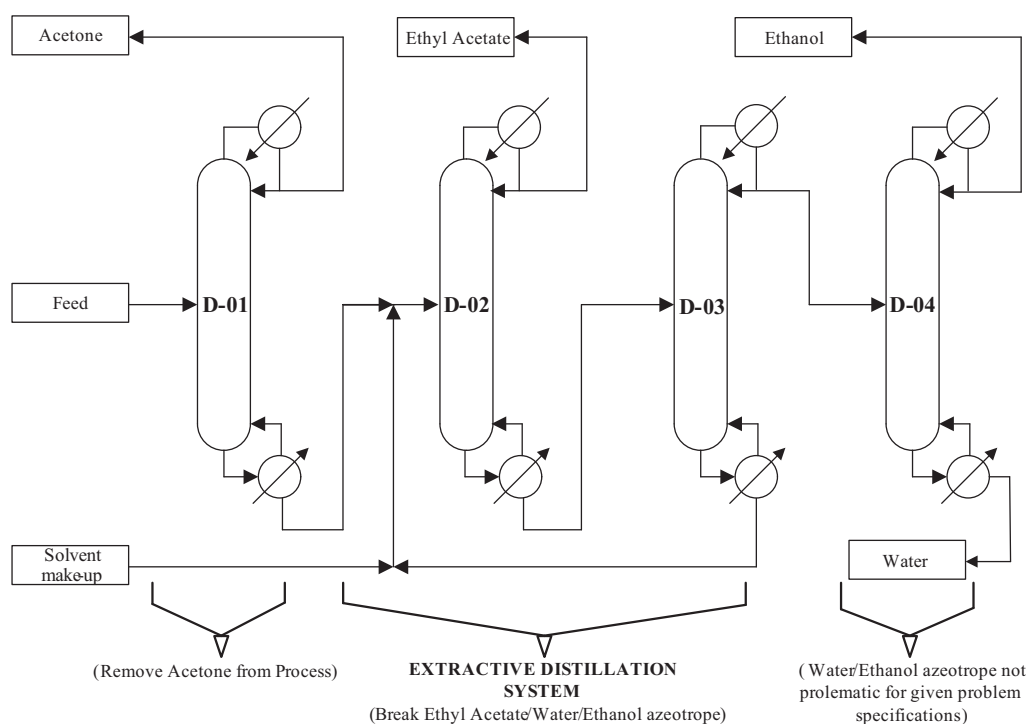 Acetone
Ethyl Acetate
Ethanol
Feed
D-01
D-02
D-03
D-04
Solvent
make-up
Water
(Remove Acetone from Process)
EXTRACTIVE DISTILLATION
SYSTEM
(Break Ethyl Acetate/Water/Ethanol azeotrope)
( Water/Ethanol azeotrope not
prolematic for given problem
specifications)